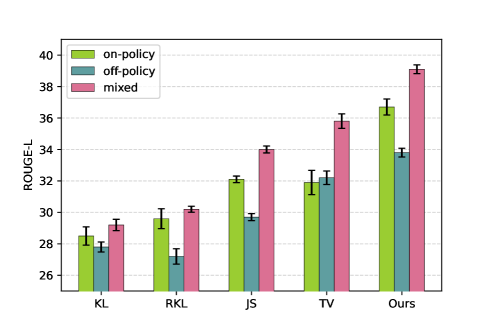 on-policy
off-policy
mixed
ROUGE-L
40
38
36
34
32
30
28
26
KL
RKL
JS
TV
Ours